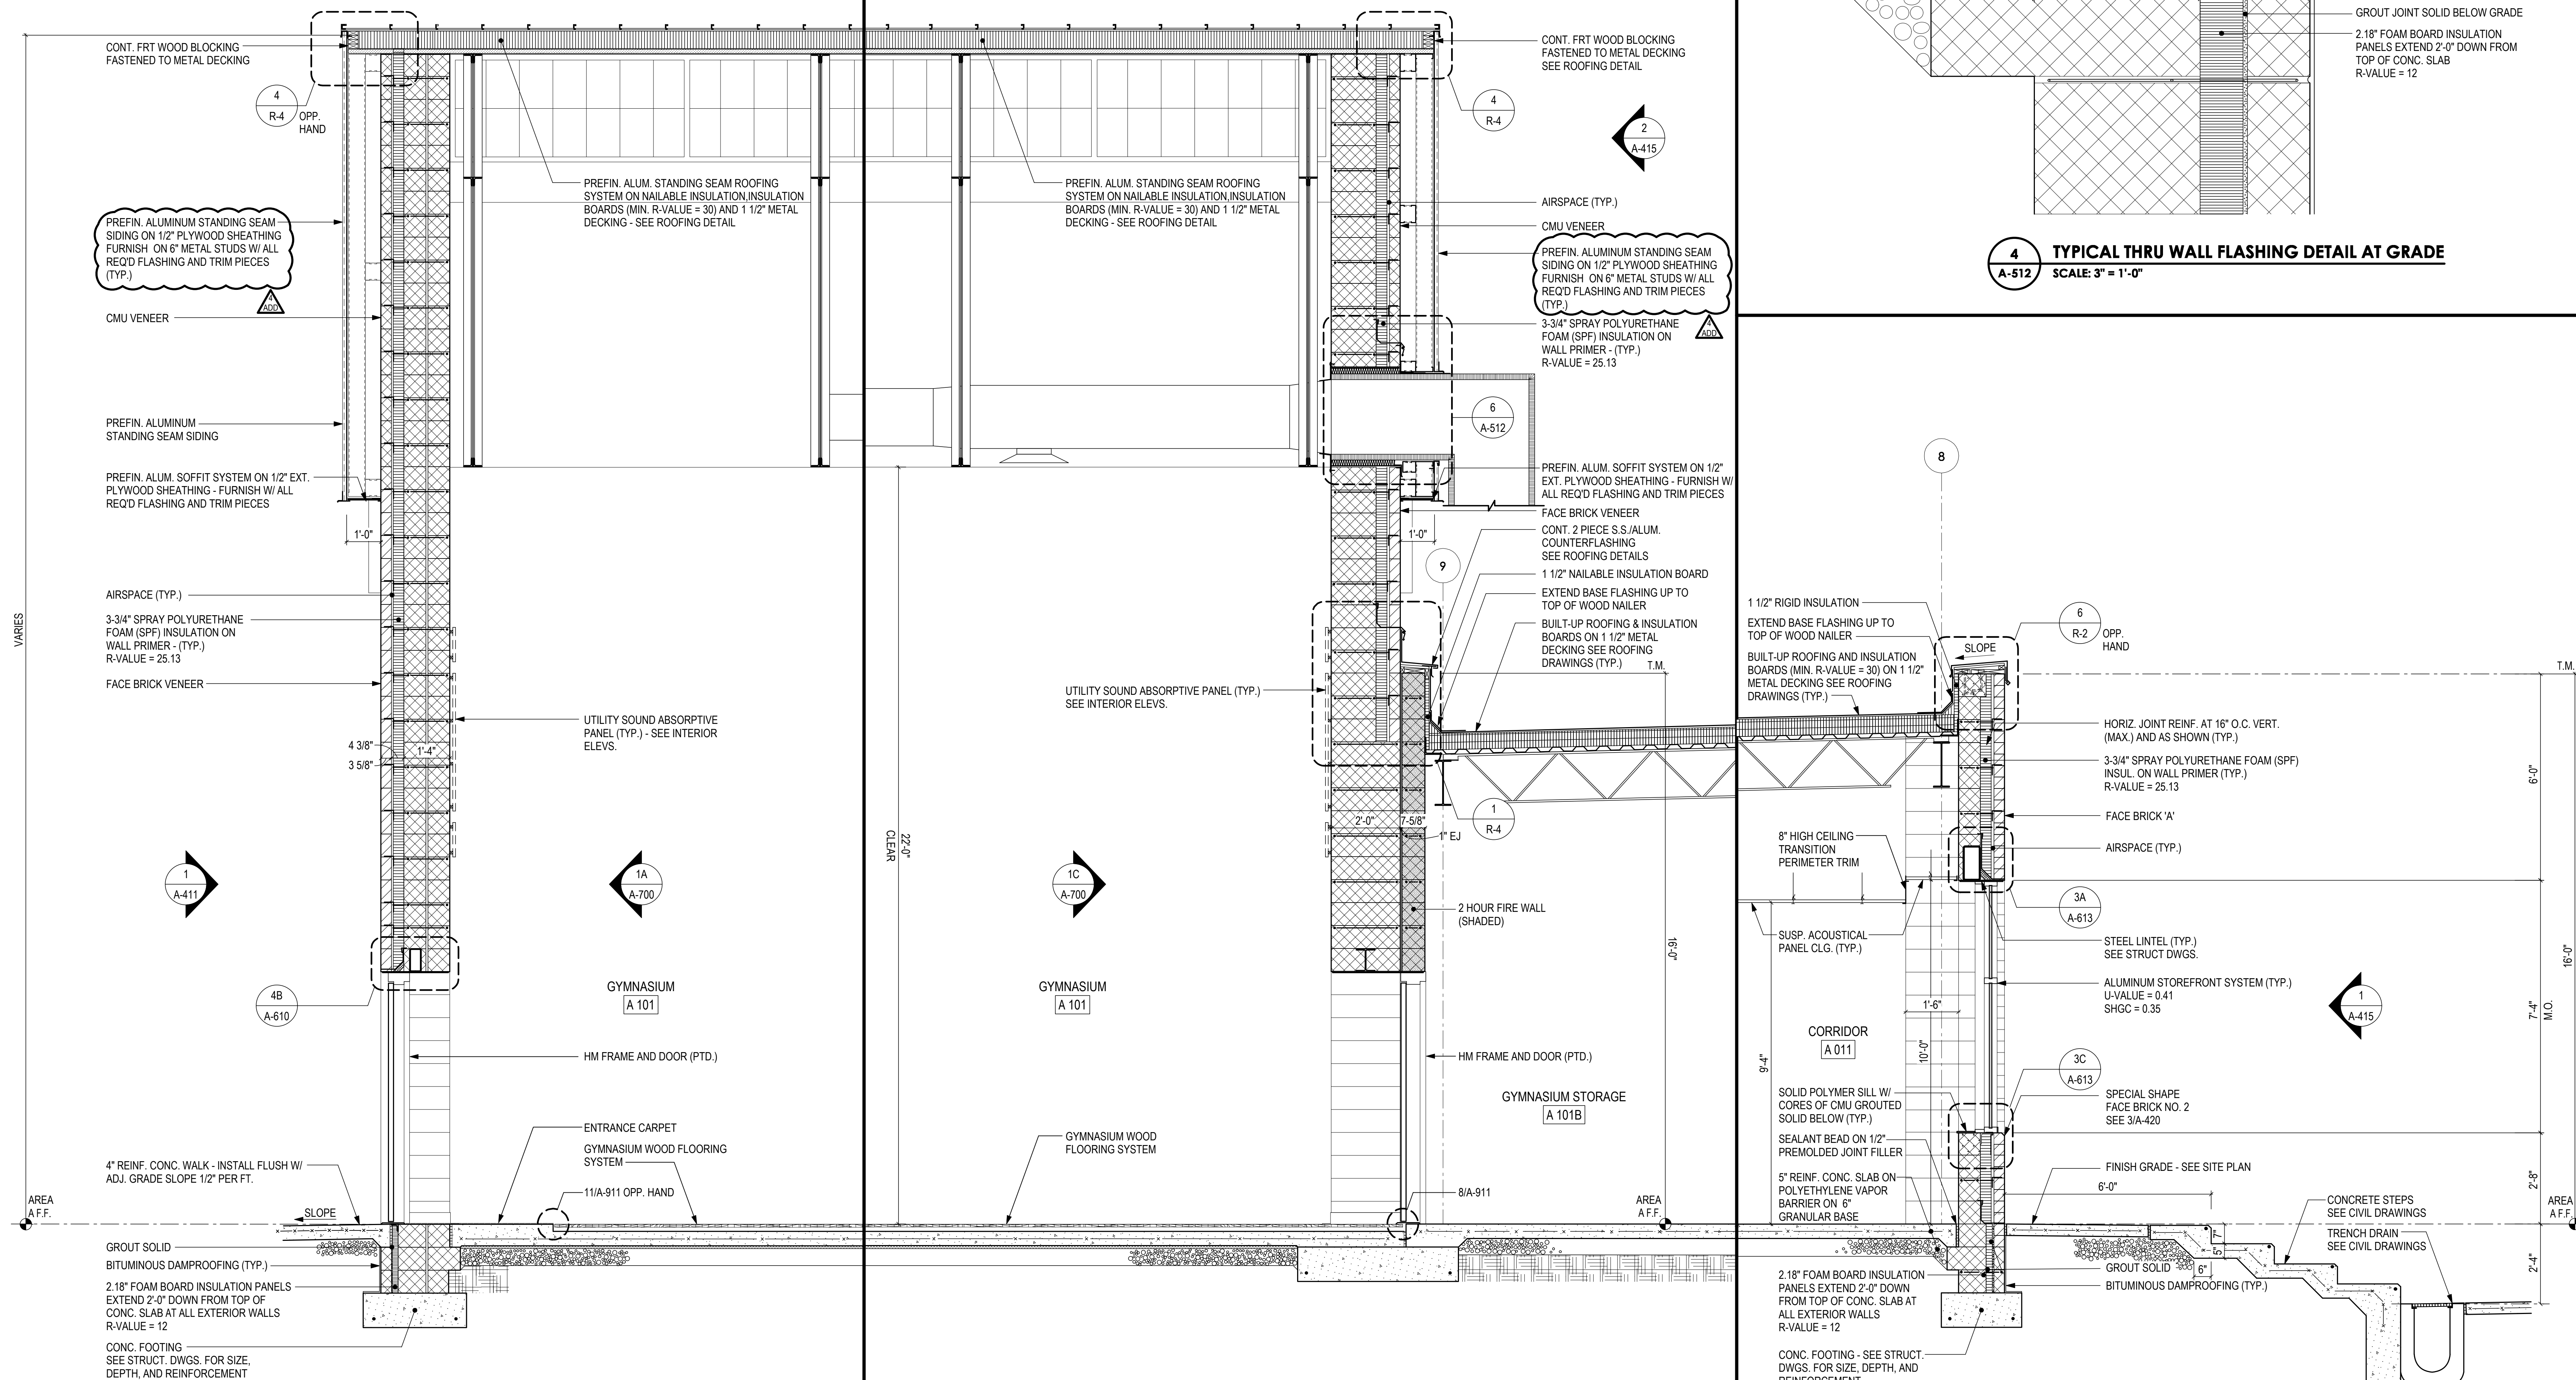 CONT. FRT WOOD BLOCKING
FASTENED TO METAL DECKING
4
R-4
OPP.
HAND
PREFIN. ALUMINUM STANDING SEAM
SIDING ON 1/2" PLYWOOD SHEATHING
FURNISH ON 6" METAL STUDS W/ ALL
REQ'D FLASHING AND TRIM PIECES
(TYP.)
4
ADD
CMU VENEER
PREFIN. ALUMINUM
STANDING SEAM SIDING
PREFIN. ALUM. SOFFIT SYSTEM ON 1/2" EXT.
PLYWOOD SHEATHING - FURNISH W/ ALL
REQ'D FLASHING AND TRIM PIECES
1'-0"
VARIES
AIRSPACE (TYP.)
3-3/4" SPRAY POLYURETHANE
FOAM (SPF) INSULATION ON
WALL PRIMER - (TYP.)
R-VALUE = 25.13
FACE BRICK VENEER
4 3/8"
1'-4"
3 5/8"
1
A-411
4B
A-610
4" REINF. CONC. WALK - INSTALL FLUSH W/
ADJ. GRADE SLOPE 1/2" PER FT.
AREA
A F.F.
SLOPE
GROUT SOLID
BITUMINOUS DAMPROOFING (TYP.)
2.18" FOAM BOARD INSULATION PANELS
EXTEND 2'-0" DOWN FROM TOP OF
CONC. SLAB AT ALL EXTERIOR WALLS
R-VALUE = 12
CONC. FOOTING
SEE STRUCT. DWGS. FOR SIZE,
DEPTH, AND REINFORCEMENT
PREFIN. ALUM. STANDING SEAM ROOFING
SYSTEM ON NAILABLE INSULATION,INSULATION
BOARDS (MIN. R-VALUE = 30) AND 1 1/2" METAL
DECKING - SEE ROOFING DETAIL
UTILITY SOUND ABSORPTIVE
PANEL (TYP.) - SEE INTERIOR
ELEVS.
1A
A-700
GYMNASIUM
A 101
HM FRAME AND DOOR (PTD.)
ENTRANCE CARPET
GYMNASIUM WOOD FLOORING
SYSTEM
11/A-911 OPP. HAND
PREFIN. ALUM. STANDING SEAM ROOFING
SYSTEM ON NAILABLE INSULATION,INSULATION
BOARDS (MIN. R-VALUE = 30) AND 1 1/2" METAL
DECKING - SEE ROOFING DETAIL
UTILITY SOUND ABSORPTIVE PANEL (TYP.)
SEE INTERIOR ELEVS.
22'-0"
CLEAR
1C
A-700
GYMNASIUM
A 101
GYMNASIUM WOOD
FLOORING SYSTEM
CONT. FRT WOOD BLOCKING
FASTENED TO METAL DECKING
SEE ROOFING DETAIL
4
R-4
2
A-415
AIRSPACE (TYP.)
CMU VENEER
PREFIN. ALUMINUM STANDING SEAM
SIDING ON 1/2" PLYWOOD SHEATHING
FURNISH ON 6" METAL STUDS W/ ALL
REQ'D FLASHING AND TRIM PIECES
(TYP.)
3-3/4" SPRAY POLYURETHANE
FOAM (SPF) INSULATION ON
WALL PRIMER - (TYP.)
R-VALUE = 25.13
4
ADD
6
A-512
PREFIN. ALUM. SOFFIT SYSTEM ON 1/2"
EXT. PLYWOOD SHEATHING - FURNISH W/
ALL REQ'D FLASHING AND TRIM PIECES
FACE BRICK VENEER
1'-0"
CONT. 2 PIECE S.S./ALUM.
COUNTERFLASHING
SEE ROOFING DETAILS
9
1 1/2" NAILABLE INSULATION BOARD
EXTEND BASE FLASHING UP TO
TOP OF WOOD NAILER
BUILT-UP ROOFING & INSULATION
BOARDS ON 1 1/2" METAL
DECKING SEE ROOFING
DRAWINGS (TYP.)
T.M.
2'-0"
7-5/8"
1" EJ
1
R-4
2 HOUR FIRE WALL
(SHADED)
16'-0"
HM FRAME AND DOOR (PTD.)
GYMNASIUM STORAGE
A 101B
8/A-911
AREA
A F.F.
GROUT JOINT SOLID BELOW GRADE
2.18" FOAM BOARD INSULATION
PANELS EXTEND 2'-0" DOWN FROM
TOP OF CONC. SLAB
R-VALUE = 12
4
A-512
TYPICAL THRU WALL FLASHING DETAIL AT GRADE
SCALE: 3" = 1'-0"
8
1 1/2" RIGID INSULATION
EXTEND BASE FLASHING UP TO
TOP OF WOOD NAILER
BUILT-UP ROOFING AND INSULATION
BOARDS (MIN. R-VALUE = 30) ON 1 1/2"
METAL DECKING SEE ROOFING
DRAWINGS (TYP.)
SLOPE
6
R-2
OPP.
HAND
T.M.
HORIZ. JOINT REINF. AT 16" O.C. VERT.
(MAX.) AND AS SHOWN (TYP.)
3-3/4" SPRAY POLYURETHANE FOAM (SPF)
INSUL. ON WALL PRIMER (TYP.)
R-VALUE = 25.13
6'-0"
FACE BRICK 'A'
AIRSPACE (TYP.)
8" HIGH CEILING
TRANSITION
PERIMETER TRIM
3A
A-613
SUSP. ACOUSTICAL
PANEL CLG. (TYP.)
STEEL LINTEL (TYP.)
SEE STRUCT DWGS.
16'-0"
ALUMINUM STOREFRONT SYSTEM (TYP.)
U-VALUE = 0.41
SHGC = 0.35
1
A-415
7'-4"
M.O.
1'-6"
CORRIDOR
A 011
10'-0"
9'-4"
3C
A-613
SOLID POLYMER SILL W/
CORES OF CMU GROUTED
SOLID BELOW (TYP.)
SPECIAL SHAPE
FACE BRICK NO. 2
SEE 3/A-420
SEALANT BEAD ON 1/2"
PREMOLDED JOINT FILLER
FINISH GRADE - SEE SITE PLAN
5" REINF. CONC. SLAB ON
POLYETHYLENE VAPOR
BARRIER ON 6"
GRANULAR BASE
6'-0"
2'-8"
CONCRETE STEPS
SEE CIVIL DRAWINGS
AREA
A F.F.
TRENCH DRAIN
SEE CIVIL DRAWINGS
7"
5"
6"
2'-4"
GROUT SOLID
BITUMINOUS DAMPROOFING (TYP.)
2.18" FOAM BOARD INSULATION
PANELS EXTEND 2'-0" DOWN
FROM TOP OF CONC. SLAB AT
ALL EXTERIOR WALLS
R-VALUE = 12
CONC. FOOTING - SEE STRUCT.
DWGS. FOR SIZE, DEPTH, AND
REINFORCEMENT